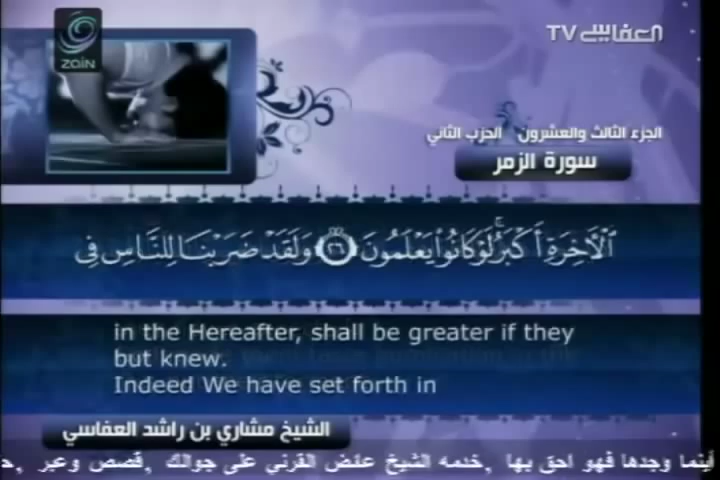 zain
العفاسي TV
الجزء الثالث والعشرون الحزب الثاني
سورة الزمر
ٱلْأَخِرَةِ أَكْبَرُ لَوْ كَانُوا۟ يَعْلَمُونَ ٢٦ وَلَقَدْ ضَرَبْنَا لِلنَّاسِ فِي
in the Hereafter, shall be greater if they
but knew.
Indeed We have set forth in
الشيخ مشاري بن راشد العفاسي
أينما وجدها فهو احق بها ,خدمه الشيخ عائض القرني على جوالك ,قصص وعبر